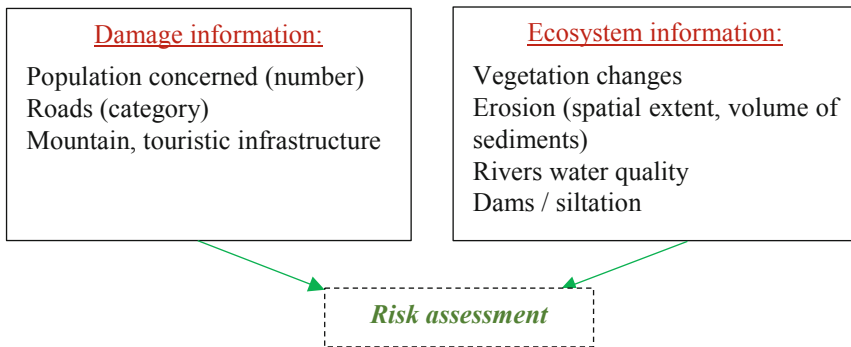 Damage information:
Population concerned (number)
Roads (category)
Mountain, touristic infrastructure
Ecosystem information:
Vegetation changes
Erosion (spatial extent, volume of
sediments)
Rivers water quality
Dams / siltation
Risk assessment